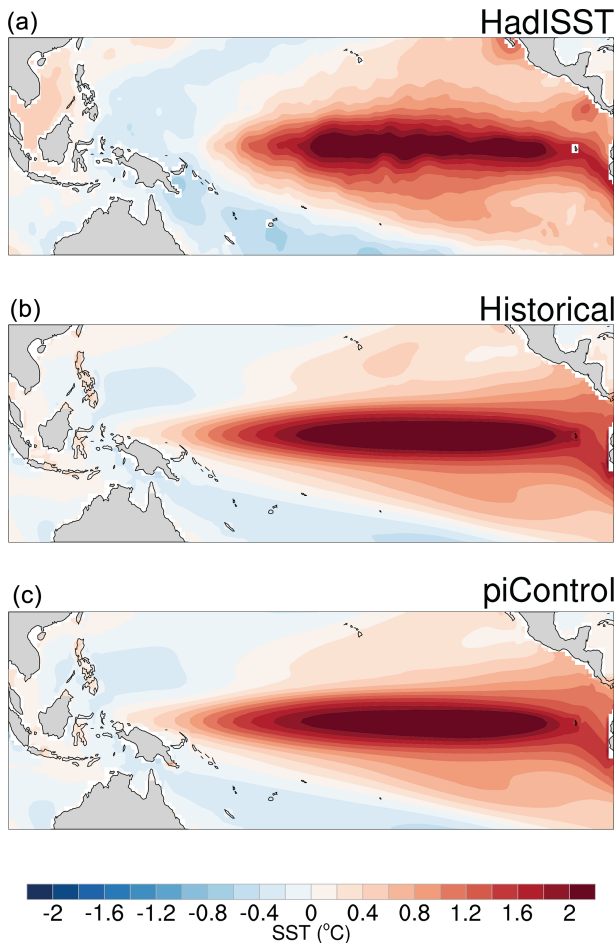 (a) HadISST
(b) Historical
(c) piControl
-2 -1.6 -1.2 -0.8 -0.4 0 0.4 0.8 1.2 1.6 2
SST (°C)